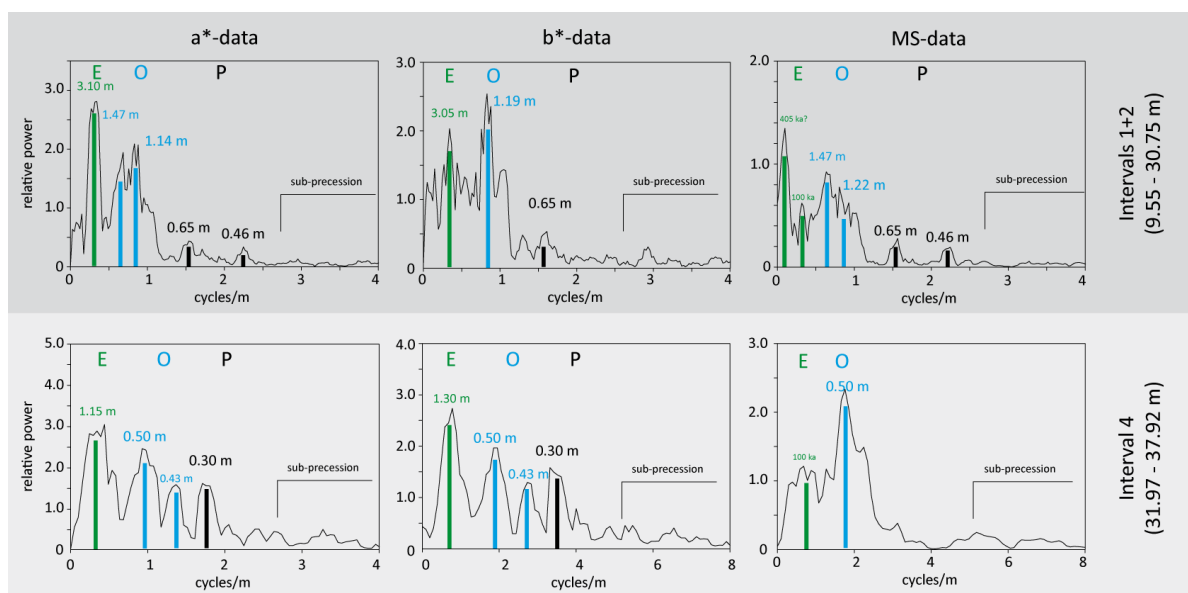 a*-data
b*-data
MS-data
3.0
2.0
1.0
0
relative power
E
O
P
3.10 m
1.47 m
1.14 m
0.65 m
0.46 m
sub-precession
0 1 2 3 4
cycles/m
3.0
2.0
1.0
0
E
O
P
3.05 m
1.19 m
0.65 m
sub-precession
0 1 2 3 4
cycles/m
2.0
1.0
0
E
O
P
405 ka?
100 ka
1.47 m
1.22 m
0.65 m
0.46 m
sub-precession
0 1 2 3 4
cycles/m
Intervals 1+2
(9.55 - 30.75 m)
5.0
4.0
3.0
2.0
1.0
0
relative power
E
O
P
1.15 m
0.50 m
0.43 m
0.30 m
sub-precession
0 1 2 3 4
cycles/m
4.0
3.0
2.0
1.0
0
E
O
P
1.30 m
0.50 m
0.43 m
0.30 m
sub-precession
0 2 4 6 8
cycles/m
3.0
2.0
1.0
0
E
O
100 ka
0.50 m
sub-precession
0 2 4 6 8
cycles/m
Interval 4
(31.97 - 37.92 m)